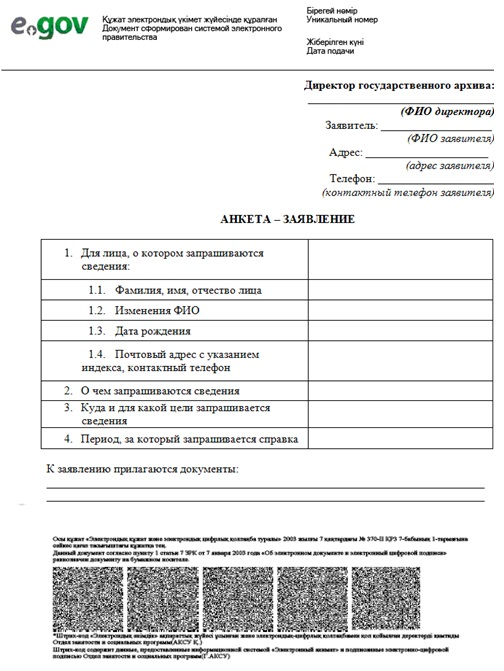 egov
Құжат электрондық үкімет жүйесінде құралған
Документ сформирован системой электронного
правительства
Бірегей нөмір
Уникальный номер
Жіберілген күні
Дата подачи
Директор государственного архива:
(ФИО директора)
Заявитель:
(ФИО заявителя)
Адрес:
(адрес заявителя)
Телефон:
(контактный телефон заявителя)
АНКЕТА – ЗАЯВЛЕНИЕ
1. Для лица, о котором запрашиваются
сведения:
1.1. Фамилия, имя, отчество лица
1.2. Изменения ФИО
1.3. Дата рождения
1.4. Почтовый адрес с указанием
индекса, контактный телефон
2. О чем запрашиваются сведения
3. Куда и для какой цели запрашивается
сведения
4. Период, за который запрашивается справка
К заявлению прилагаются документы:
Осы құжат «Электрондық құжат және электрондық цифрлық қолтаңба туралы» 2003 жылғы 7 қаңтардағы № 370-II ҚРЗ 7-бабының 1-тармағына
сәйкес қағаз тасығыштағы құжатқа тең.
Данный документ согласно пункту 1 статьи 7 ЗРК от 7 января 2003 года «Об электронном документе и электронной цифровой подписи»
равнозначен документу на бумажном носителе.
*Штрих-код «Электрондық әкімдік» ақпараттық жүйесі ұсынған және электрондық-цифрлық қолтаңбамен қол қойылған деректерді қамтиды
Отдел занятости и социальных программ(АКСУ Қ.)
Штрих-код содержит данные, предоставленные информационной системой «Электронный акимат» и подписанные электронно-цифровой
подписью Отдел занятости и социальных программ(Г.АКСУ)